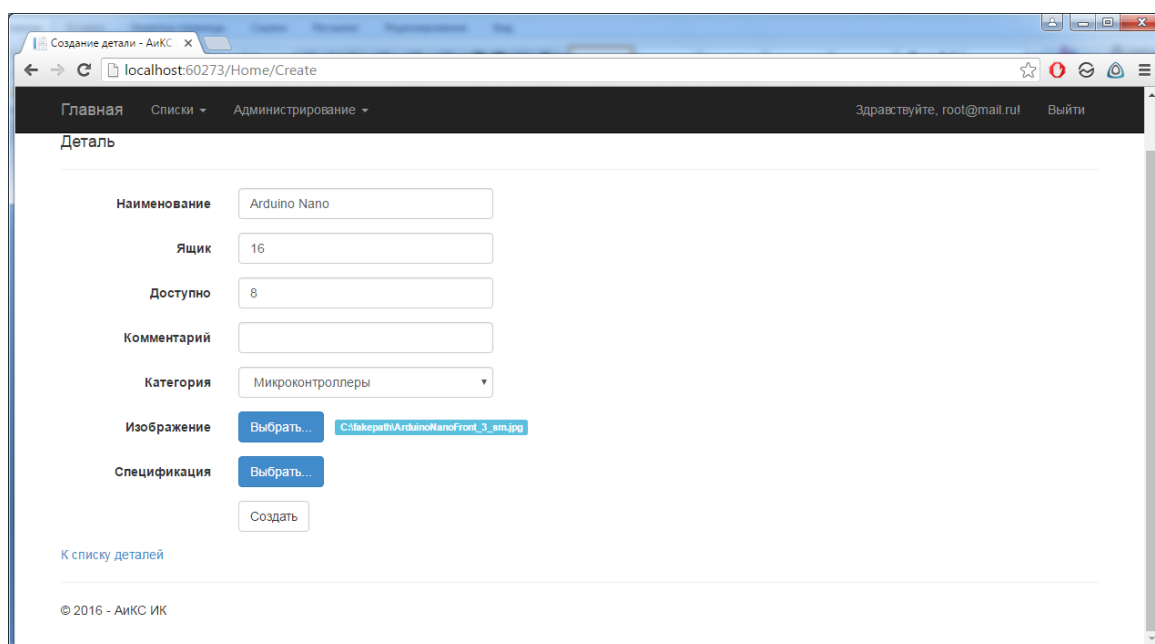 Создание детали - АиКС
localhost:60273/Home/Create
Главная Списки Администрирование Здравствуйте, root@mail.ru! Выйти
Деталь
Наименование Arduino Nano
Ящик 16
Доступно 8
Комментарий
Категория Микроконтроллеры
Изображение Выбрать... C:\fakepath\ArduinoNanoFront_3_sm.jpg
Спецификация Выбрать...
Создать
К списку деталей
© 2016 - АиКС ИК